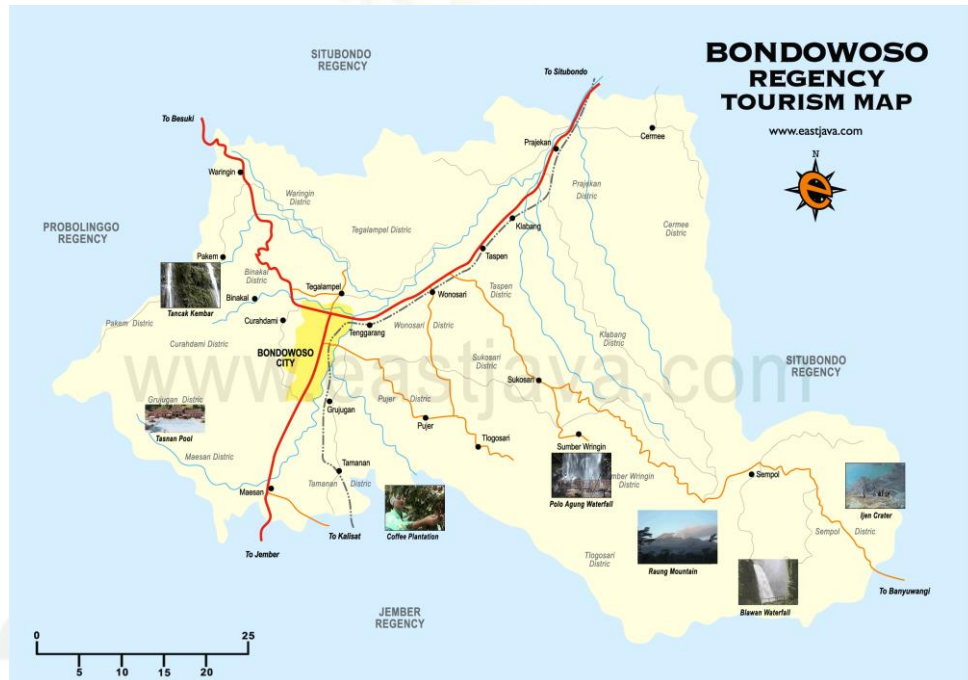 BONDOWOSO
REGENCY
TOURISM MAP
www.eastjava.com
N
e
SITUBONDO
REGENCY
To Situbondo
To Besuki
Cermee
Prajekan
Waringin
Waringin
Distric
Prajekan
Distric
Klabang
Cermee
Distric
Tegalampel Distric
PROBOLINGGO
REGENCY
Pakem
Taspen
Binakal
Distric
Tegalampel
Taspen
Distric
Tancak Kembar
Binakal
Wonosari
Curahdami
Pakem Distric
Tenggarang
Wonosari Distric
Klabang
Distric
Curahdami Distric
BONDOWOSO
CITY
Sukosari
Distric
SITUBONDO
REGENCY
www.eastjava.com
Sukosari
Grujugan Distric
Grujugan
Pujer Distric
Pujer
Tasnan Pool
Tlogosari
Sumber Wringin
Maesan Distric
Tamanan
Sempol
Sumber Wringin
Distric
Tamanan Distric
Maesan
Polo Agung Waterfall
Ijen Crater
Coffee Plantation
To Kalisat
Sempol Distric
To Jember
Tlogosari
Distric
Raung Mountain
To Banyuwangi
Blawan Waterfall
JEMBER
REGENCY
0 25
5 10 15 20